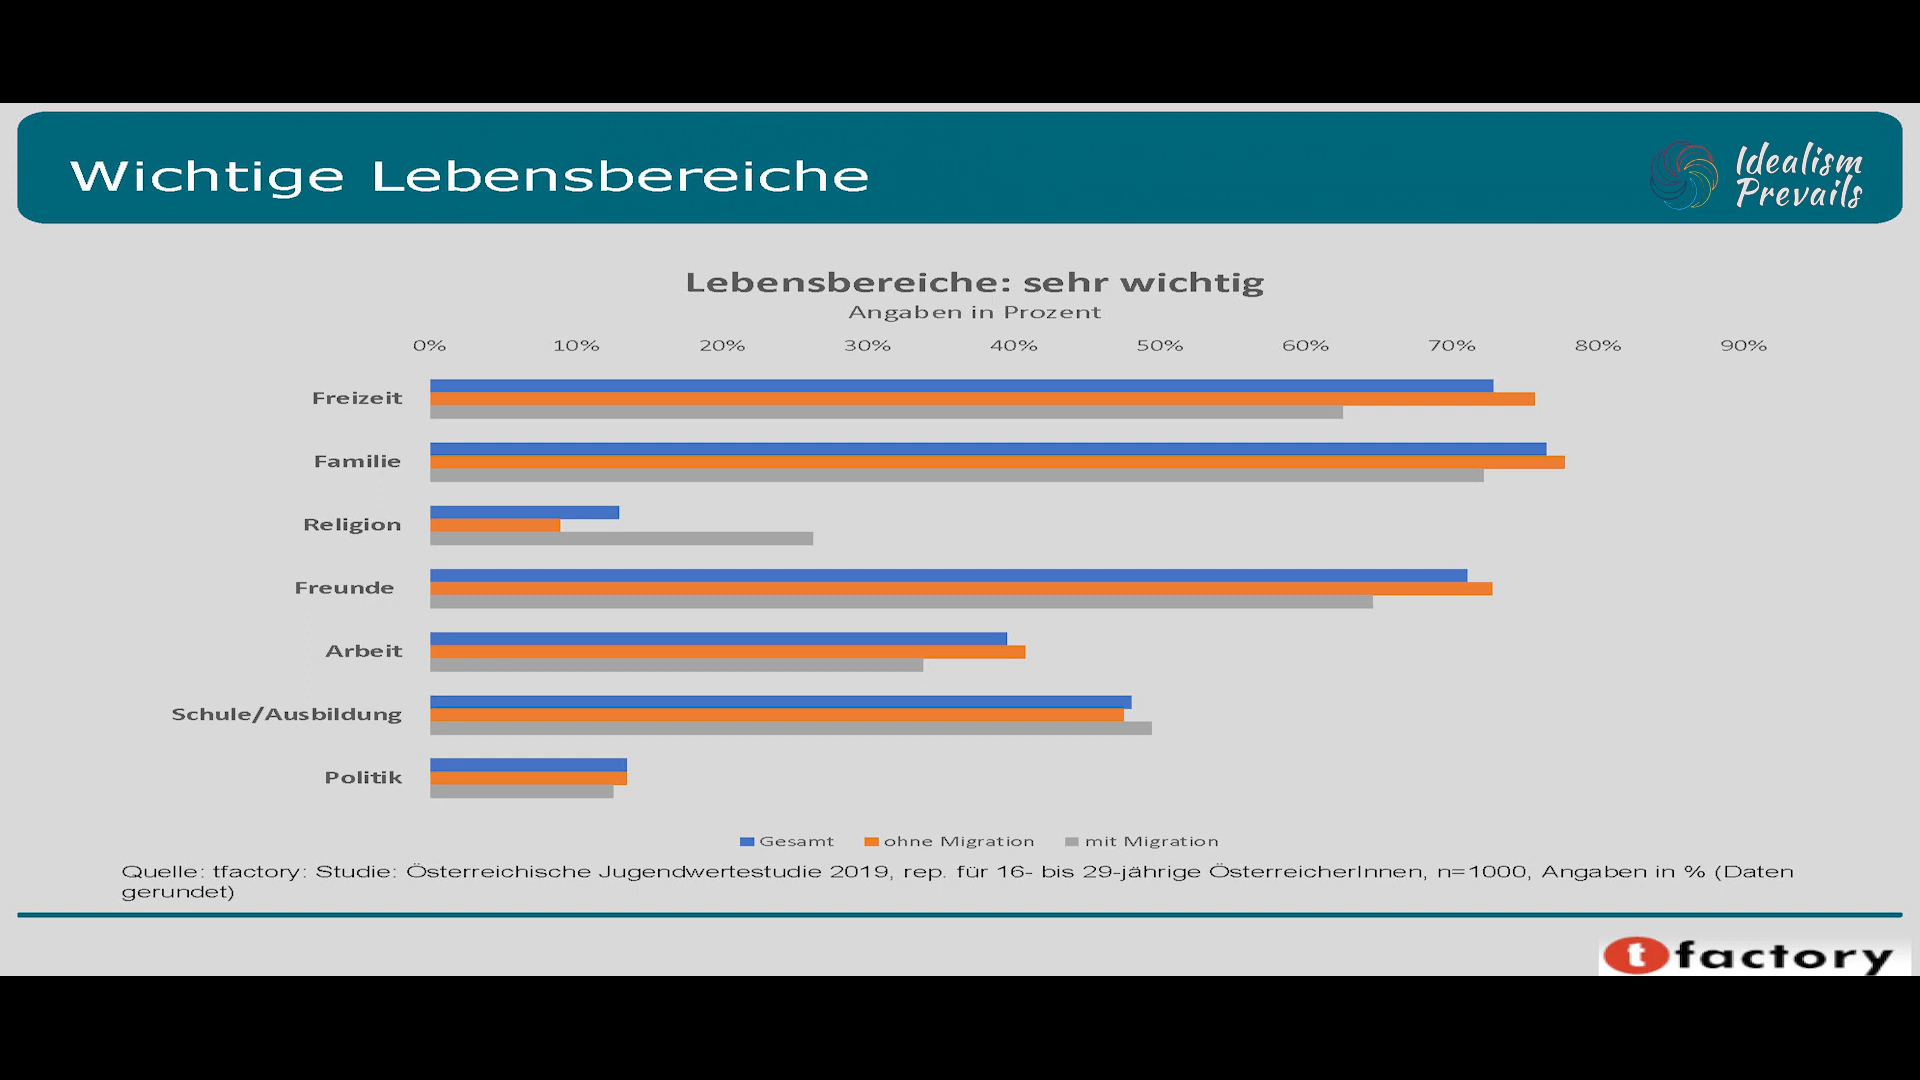 Wichtige Lebensbereiche
Idealism
Prevails
Lebensbereiche: sehr wichtig
Angaben in Prozent
0% 10% 20% 30% 40% 50% 60% 70% 80% 90%
Freizeit
Familie
Religion
Freunde
Arbeit
Schule/Ausbildung
Politik
Gesamt ohne Migration mit Migration
Quelle: tfactory: Studie: Österreichische Jugendwertestudie 2019, rep. für 16- bis 29-jährige ÖsterreicherInnen, n=1000, Angaben in % (Daten
gerundet)
tfactory